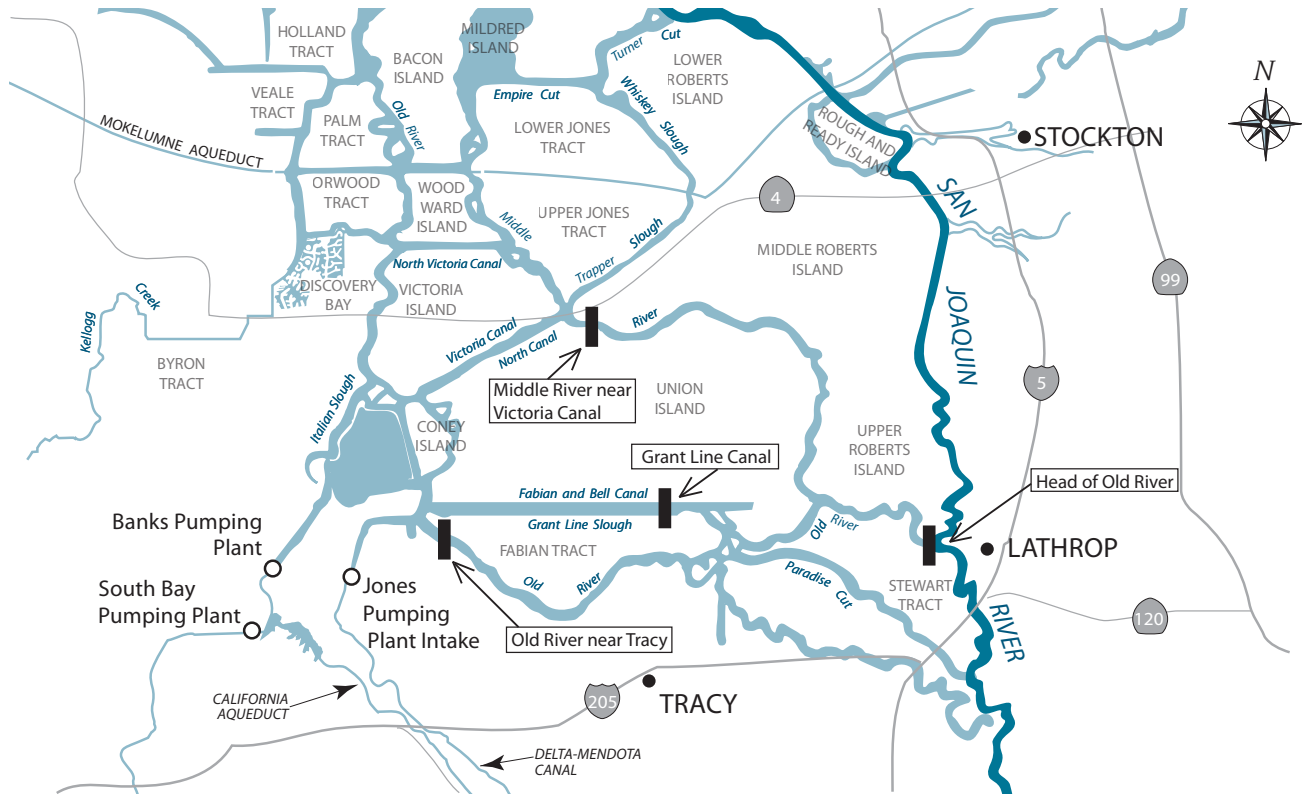 HOLLAND
TRACT
MILDRED
ISLAND
Turner Cut
BACON
ISLAND
LOWER
ROBERTS
ISLAND
N
VEALE
TRACT
Empire Cut
Whiskey Slough
PALM
TRACT
Old River
LOWER JONES
TRACT
ROUGH AND
READY ISLAND
STOCKTON
MOKELUMNE AQUEDUCT
ORWOOD
TRACT
WOOD
WARD
ISLAND
4
SAN
UPPER JONES
TRACT
Middle
Trapper Slough
MIDDLE ROBERTS
ISLAND
North Victoria Canal
DISCOVERY
BAY
VICTORIA
ISLAND
99
Kellogg Creek
JOAQUIN
River
Victoria Canal
North Canal
BYRON
TRACT
5
Middle River near
Victoria Canal
UNION
ISLAND
Italian Slough
CONEY
ISLAND
UPPER
ROBERTS
ISLAND
Grant Line Canal
Head of Old River
Fabian and Bell Canal
Grant Line Slough
Old River
Banks Pumping
Plant
FABIAN TRACT
LATHROP
Old River
Paradise Cut
STEWART
TRACT
South Bay
Pumping Plant
Jones
Pumping
Plant Intake
Old River near Tracy
120
RIVER
CALIFORNIA
AQUEDUCT
205
TRACY
DELTA-MENDOTA
CANAL